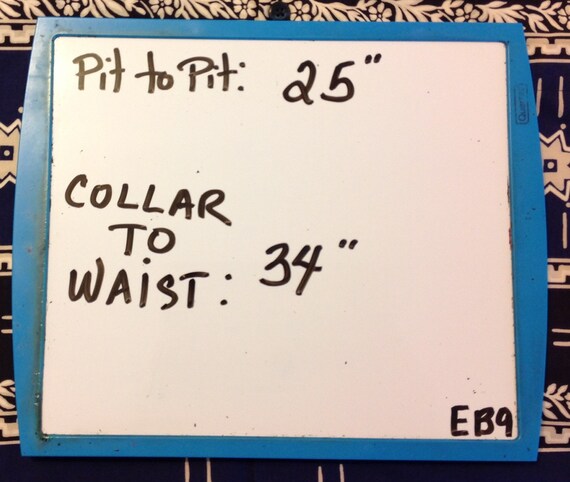 Pit to Pit: 25"
COLLAR
TO
WAIST: 34"
EB9